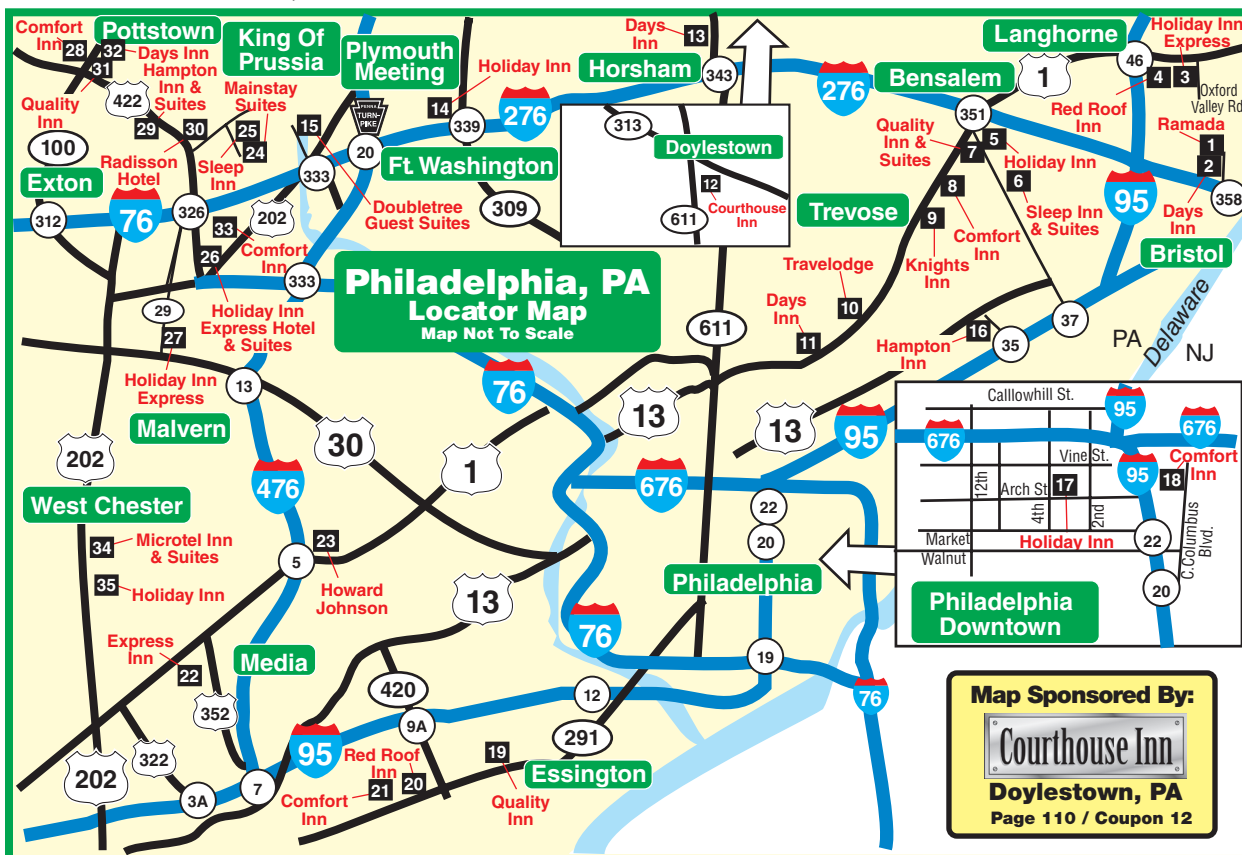 Comfort
Inn
28
32
Pottstown
Days Inn
31
Hampton
Inn &
Suites
Quality
Inn
422
29
30
100
Radisson
Hotel
King Of
Prussia
Mainstay
Suites
25
24
Sleep
Inn
Plymouth
Meeting
PENNA
TURN-
PIKE
20
15
333
Doubletree
Guest Suites
Holiday Inn
14
339
276
Ft. Washington
309
Days
Inn
13
Horsham
343
313
Doylestown
12
Courthouse
Inn
611
276
Bensalem
351
Quality
Inn &
Suites
7
5
Holiday Inn
6
Sleep Inn
& Suites
8
Comfort
Inn
9
Knights
Inn
Trevose
Langhorne
1
46
Holiday Inn
Express
4
3
Red Roof
Inn
Oxford
Valley Rd
Ramada
1
2
358
Days
Inn
95
Bristol
Exton
312
76
326
202
33
Comfort
Inn
26
333
Holiday Inn
Express Hotel
& Suites
29
27
Holiday Inn
Express
Philadelphia, PA
Locator Map
Map Not To Scale
Travelodge
10
Days
Inn
11
611
Hampton
Inn
16
35
37
PA
Delaware
NJ
13
Malvern
30
76
13
13
95
1
202
476
676
West Chester
34
Microtel Inn
& Suites
35
Holiday Inn
5
23
Howard
Johnson
13
22
20
Philadelphia
76
19
76
Express
Inn
22
Media
352
322
202
3A
7
95
420
9A
12
291
Red Roof
Inn
20
Comfort
Inn
21
19
Quality
Inn
Essington
Calllowhill St.
95
676
676
Vine St.
95
Comfort
Inn
18
12th
Arch St
17
4th
2nd
Market
Holiday Inn
22
Walnut
C.Columbus
Blvd.
20
Philadelphia
Downtown
Map Sponsored By:
Courthouse Inn
Doylestown, PA
Page 110 / Coupon 12